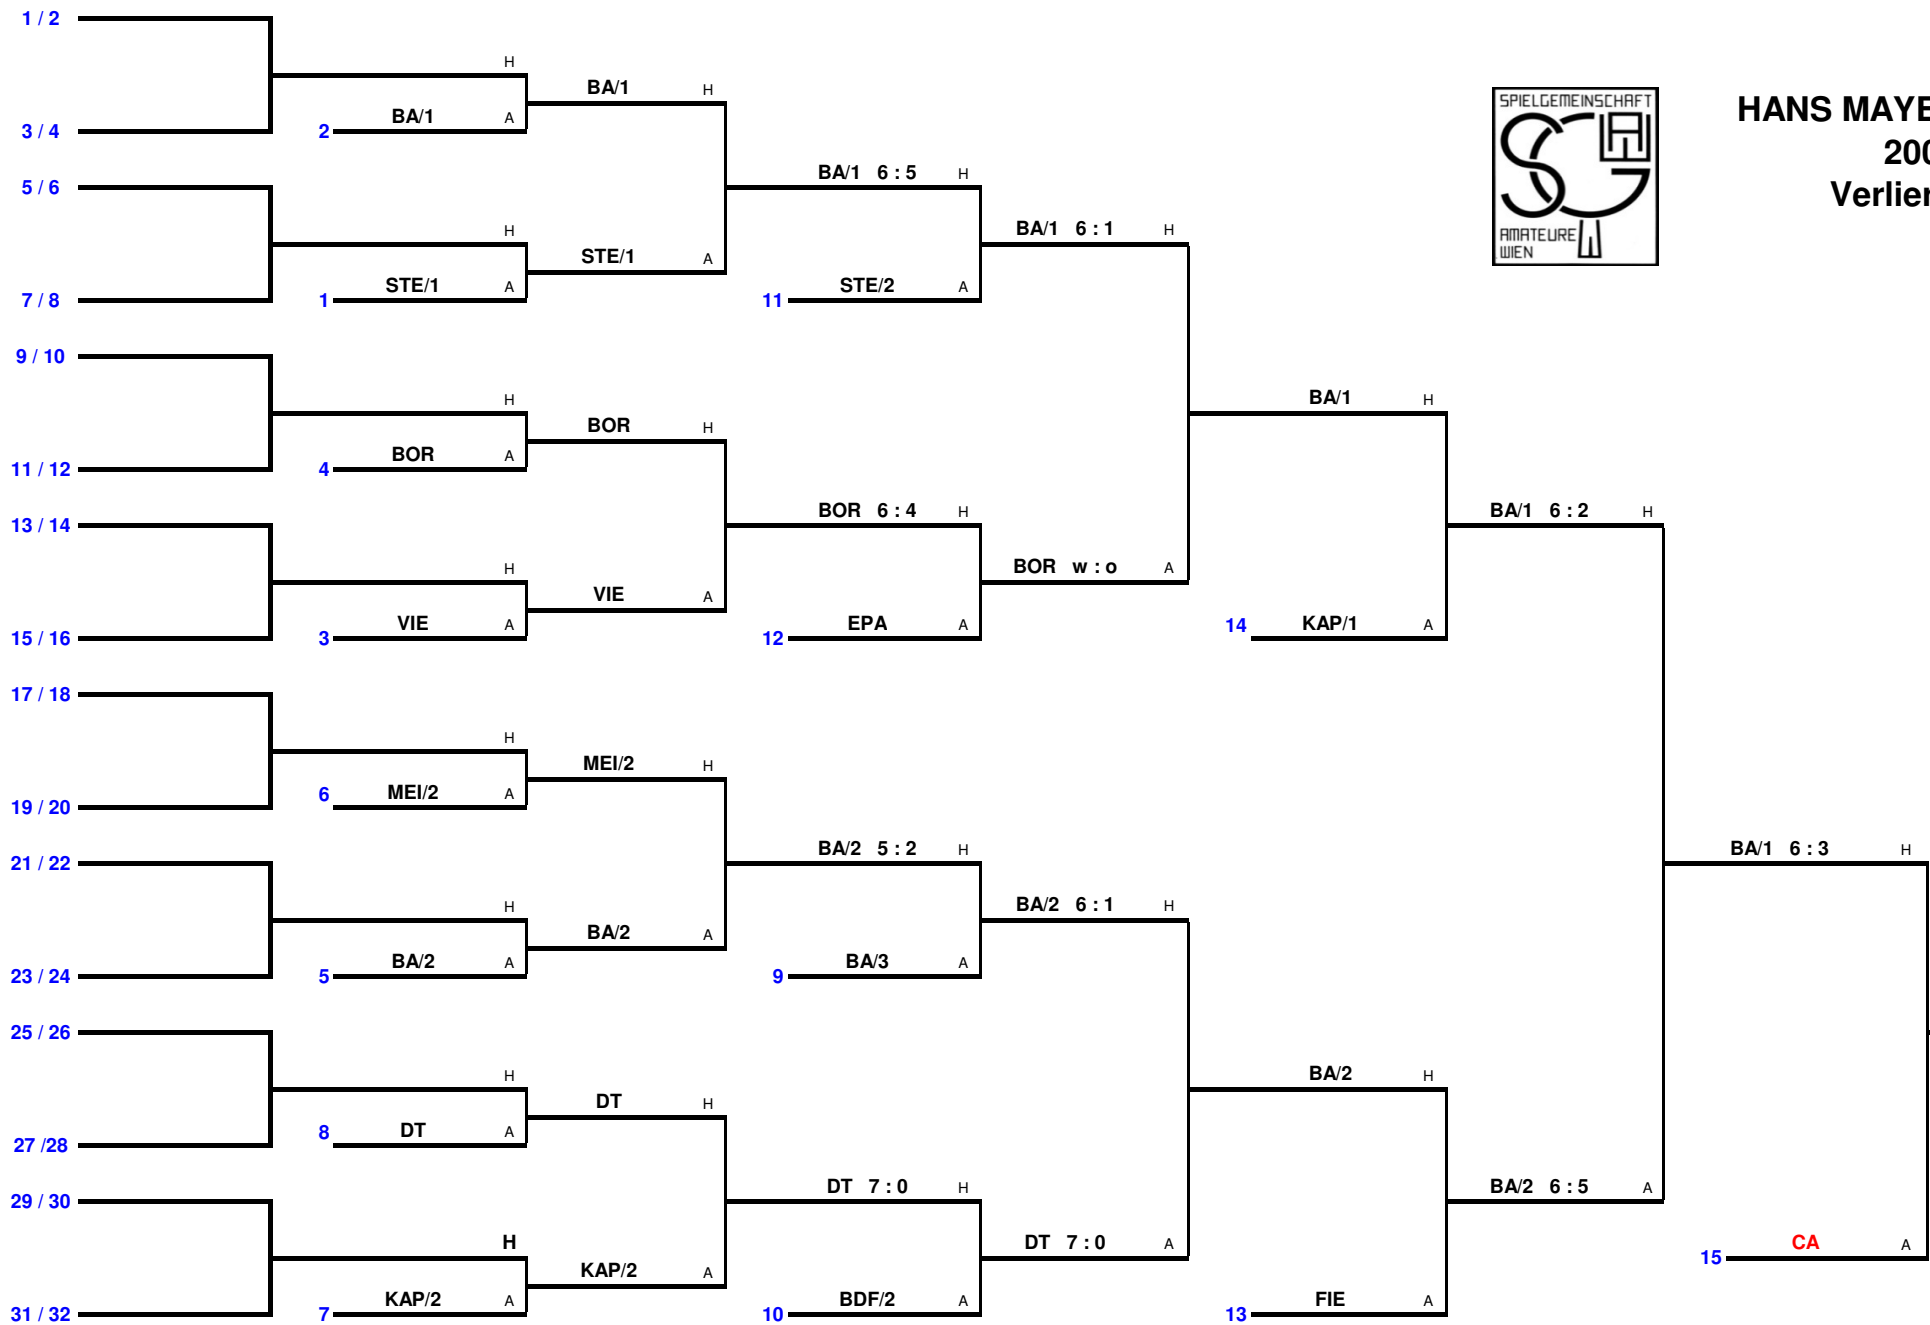 1 / 2
H
BA/1 H
SPIELGEMEINSCHAFT
HANS MAYE
3 / 4 2 BA/1 A
200
BA/1 6 : 5 H
5 / 6
Verlier
H
BA/1 6 : 1 H
AMATEURE
WIEN
STE/1 A
7 / 8 1 STE/1 A 11 STE/2 A
9 / 10
H
BA/1 H
BOR H
11 / 12 4 BOR A
BOR 6 : 4 H
BA/1 6 : 2 H
13 / 14
H
BOR w : o A
VIE A
15 / 16 3 VIE A 12 EPA A 14 KAP/1 A
17 / 18
H
MEI/2 H
19 / 20 6 MEI/2 A
BA/2 5 : 2 H
BA/1 6 : 3 H
21 / 22
H
BA/2 6 : 1 H
BA/2 A
23 / 24 5 BA/2 A 9 BA/3 A
25 / 26
H
BA/2 H
DT H
27 /28 8 DT A
DT 7 : 0 H
BA/2 6 : 5 A
29 / 30
H
DT 7 : 0 A
15 CA A
KAP/2 A
31 / 32 7 KAP/2 A 10 BDF/2 A 13 FIE A